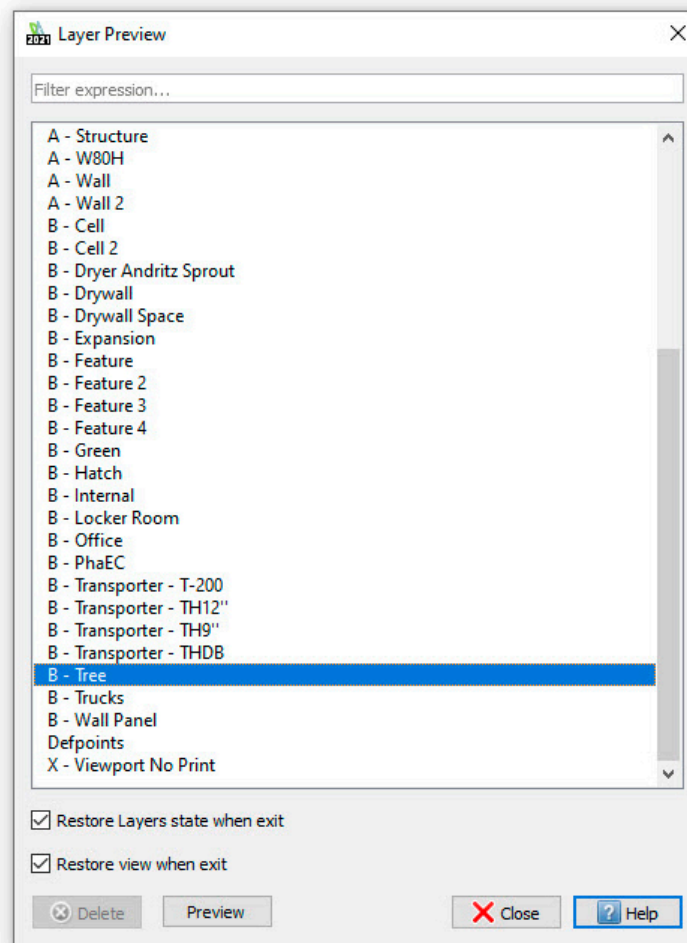 2021 Layer Preview
Filter expression...
A - Structure
A - W80H
A - Wall
A - Wall 2
B - Cell
B - Cell 2
B - Dryer Andritz Sprout
B - Drywall
B - Drywall Space
B - Expansion
B - Feature
B - Feature 2
B - Feature 3
B - Feature 4
B - Green
B - Hatch
B - Internal
B - Locker Room
B - Office
B - PhaEC
B - Transporter - T-200
B - Transporter - TH12''
B - Transporter - TH9''
B - Transporter - THDB
B - Tree
B - Trucks
B - Wall Panel
Defpoints
X - Viewport No Print
Restore Layers state when exit
Restore view when exit
Delete Preview Close ? Help